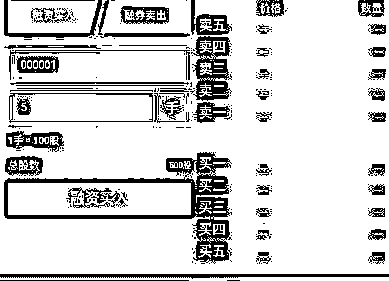 融资买入 融券卖出
000001
5 手
1手=100股
总股数 500股
融资买入
价格 数量
卖五
卖四
卖三
卖二
卖一
买一
买二
买三
买四
买五